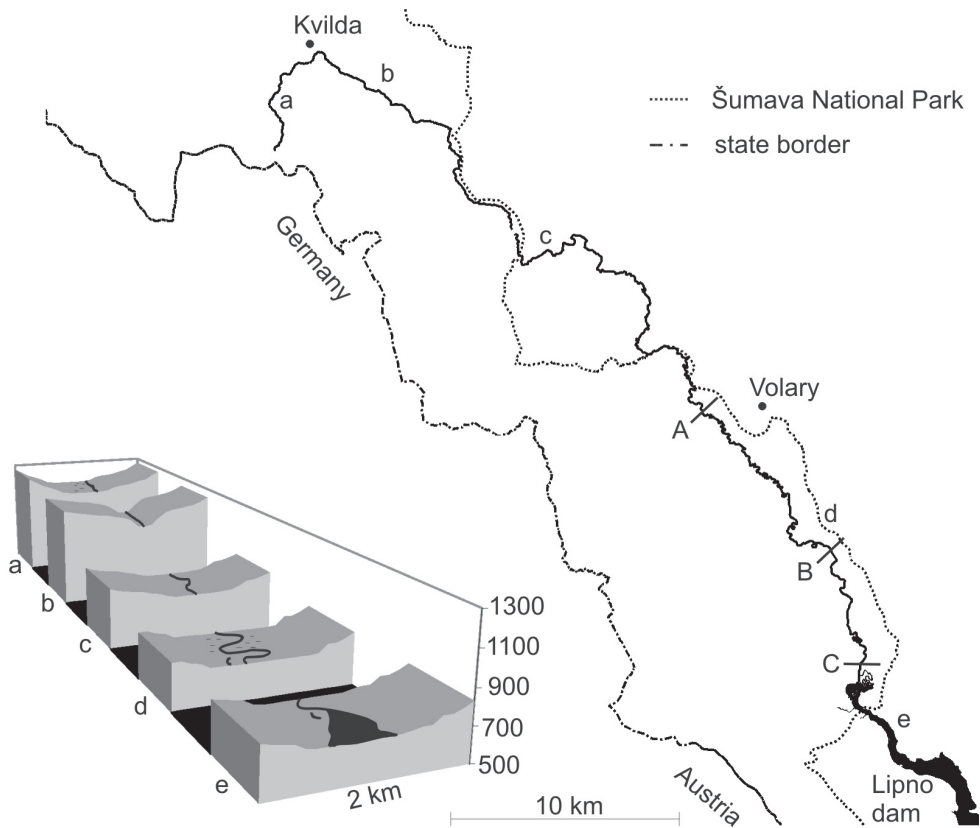 Kvilda
b
a
Šumava National Park
state border
Germany
c
Volary
A
d
B
C
e
Lipno
dam
Austria
10 km
a
b
c
d
e
1300
1100
900
700
500
2 km